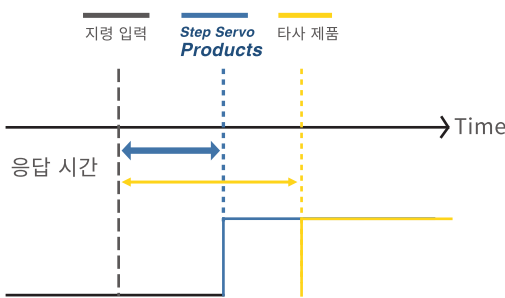 지령 입력
Step Servo
Products
타사 제품
Time
응답 시간